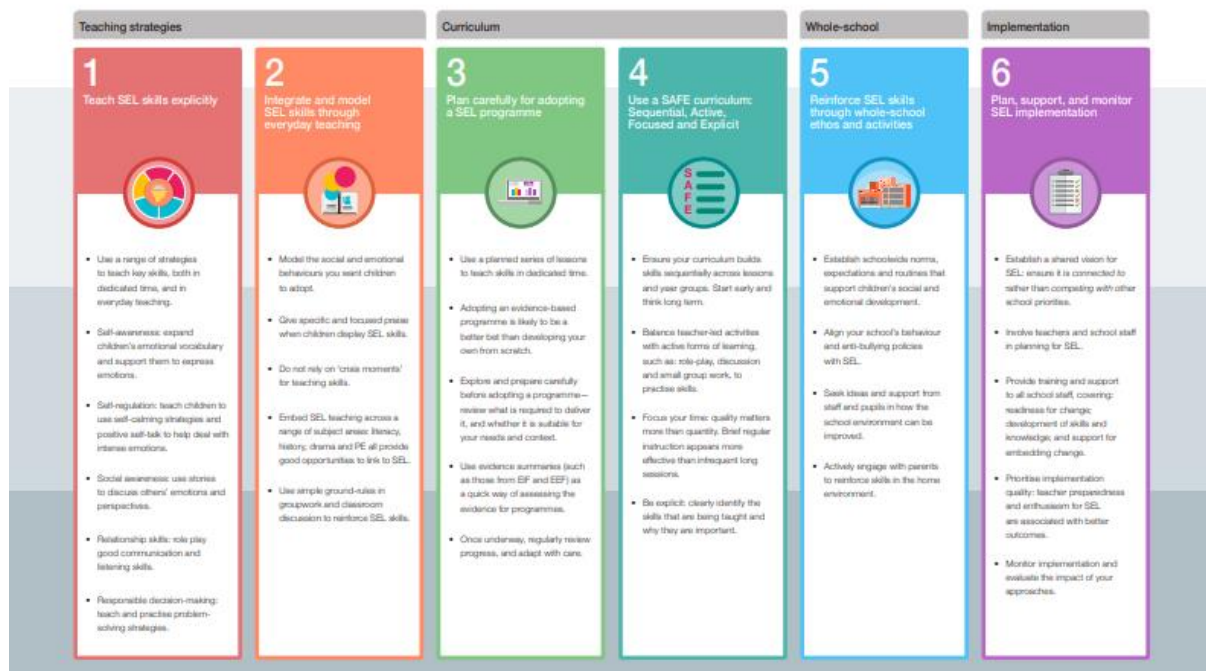 Teaching strategies
Curriculum
Whole-school
Implementation
1
Teach SEL skills explicitly
• Use a range of strategies
to teach key skills, both in
dedicated time, and in
everyday teaching.
• Self-awareness: expand
children's emotional vocabulary
and support them to express
emotions.
• Self-regulation: teach children to
use self-calming strategies and
positive self-talk to help deal with
intense emotions.
• Social awareness: use stories
to discuss others' emotions and
perspectives.
• Relationship skills: role play
good communication and
listening skills.
• Responsible decision-making:
teach and practise problem-
solving strategies.
2
Integrate and model
SEL skills through
everyday teaching
• Model the social and emotional
behaviours you want children
to adopt.
• Give specific and focused praise
when children display SEL skills.
• Do not rely on 'crisis moments'
for teaching skills.
• Embed SEL teaching across a
range of subject areas: literacy,
history, drama and PE all provide
good opportunities to link to SEL.
• Use simple ground-rules in
groupwork and classroom
discussion to reinforce SEL skills.
3
Plan carefully for adopting
a SEL programme
• Use a planned series of lessons
to teach skills in dedicated time.
• Adopting an evidence-based
programme is likely to be a
better bet than developing your
own from scratch.
• Explore and prepare carefully
before adopting a programme—
review what is required to deliver
it, and whether it is suitable for
your needs and context.
• Use evidence summaries (such
as those from EIF and EEF) as
a quick way of assessing the
evidence for programmes.
• Once underway, regularly review
progress, and adapt with care.
4
Use a SAFE curriculum:
Sequential, Active,
Focused and Explicit
S
A
F
E
• Ensure your curriculum builds
skills sequentially across lessons
and year groups. Start early and
think long term.
• Balance teacher-led activities
with active forms of learning,
such as: role-play, discussion
and small group work, to
practise skills.
• Focus your time: quality matters
more than quantity. Brief regular
instruction appears more
effective than infrequent long
sessions.
• Be explicit: clearly identify the
skills that are being taught and
why they are important.
5
Reinforce SEL skills
through whole-school
ethos and activities
• Establish schoolwide norms,
expectations and routines that
support children's social and
emotional development.
• Align your school's behaviour
and anti-bullying policies
with SEL.
• Seek ideas and support from
staff and pupils in how the
school environment can be
improved.
• Actively engage with parents
to reinforce skills in the home
environment.
6
Plan, support, and monitor
SEL implementation
• Establish a shared vision for
SEL: ensure it is connected to
rather than competing with other
school priorities.
• Involve teachers and school staff
in planning for SEL.
• Provide training and support
to all school staff, covering:
readiness for change;
development of skills and
knowledge; and support for
embedding change.
• Prioritise implementation
quality: teacher preparedness
and enthusiasm for SEL
are associated with better
outcomes.
• Monitor implementation and
evaluate the impact of your
approaches.